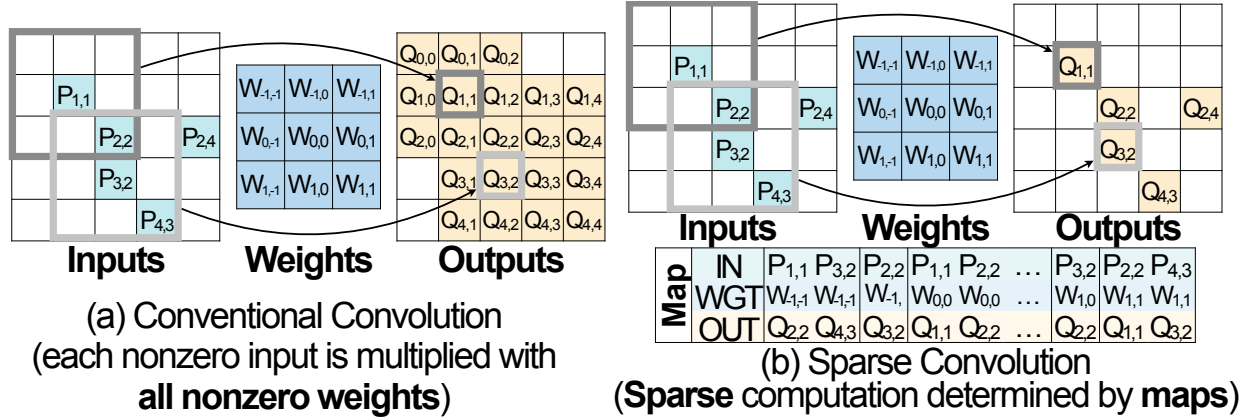 Q0,0 Q0,1 Q0,2
P1,1
W-1,-1 W-1,0 W-1,1
Q1,0 Q1,1 Q1,2 Q1,3 Q1,4
P2,2 P2,4
W0,-1 W0,0 W0,1
Q2,0 Q2,1 Q2,2 Q2,3 Q2,4
P3,2
W1,-1 W1,0 W1,1
Q3,1 Q3,2 Q3,3 Q3,4
P4,3
Q4,1 Q4,2 Q4,3 Q4,4
Inputs Weights Outputs
(a) Conventional Convolution
(each nonzero input is multiplied with
all nonzero weights)
P1,1
W-1,-1 W-1,0 W-1,1
Q1,1
P2,2 P2,4
W0,-1 W0,0 W0,1
Q2,2 Q2,4
P3,2
W1,-1 W1,0 W1,1
Q3,2
P4,3
Q4,3
Inputs Weights Outputs
Map
IN P1,1 P3,2 P2,2 P1,1 P2,2 ... P3,2 P2,2 P4,3
WGT W-1,-1 W-1,-1 W-1, W0,0 W0,0 ... W1,0 W1,1 W1,1
OUT Q2,2 Q4,3 Q3,2 Q1,1 Q2,2 ... Q2,2 Q1,1 Q3,2
(b) Sparse Convolution
(Sparse computation determined by maps)